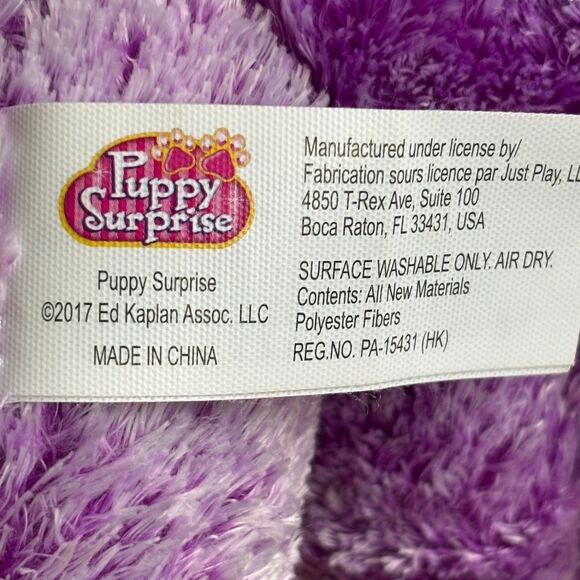 Puppy
Surprise
Puppy Surprise
©2017 Ed Kaplan Assoc. LLC
MADE IN CHINA
Manufactured under license by/
Fabrication sours licence par Just Play, LL
4850 T-Rex Ave, Suite 100
Boca Raton, FL 33431, USA
SURFACE WASHABLE ONLY. AIR DRY.
Contents: All New Materials
Polyester Fibers
REG.NO. PA-15431 (HK)